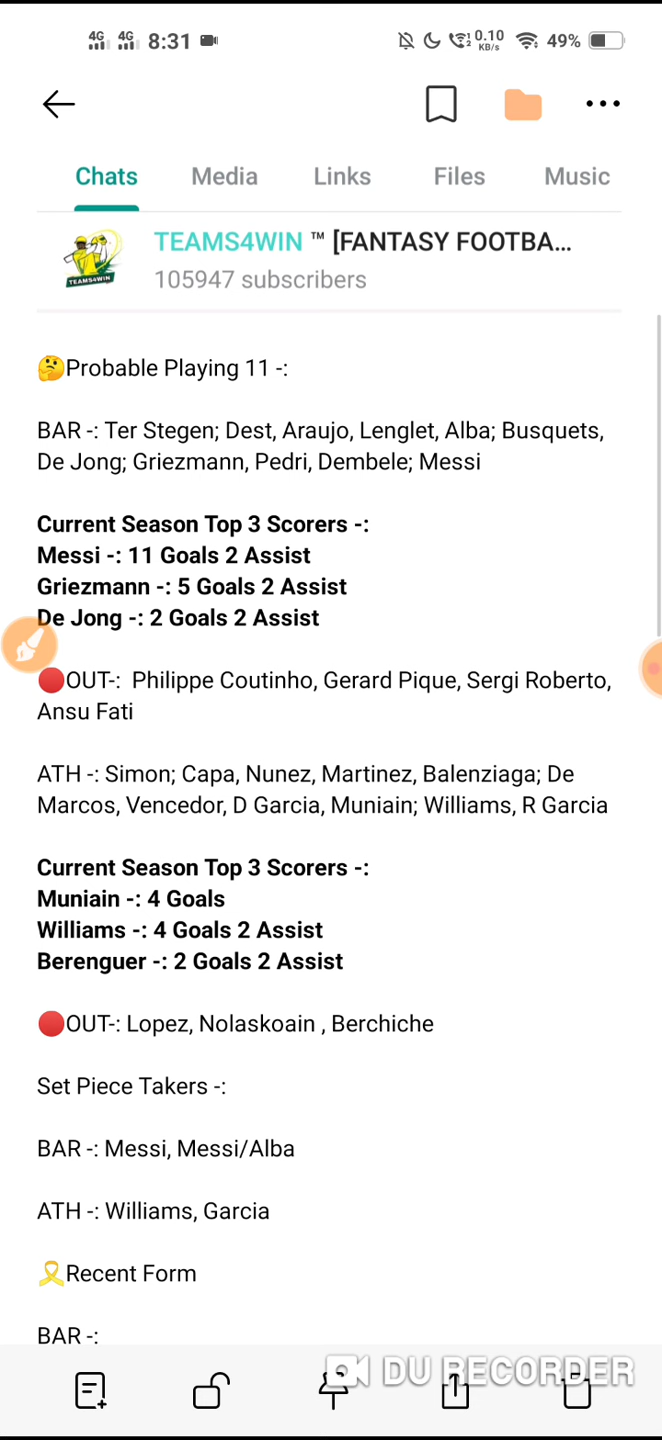 4G 4G 8:31 2 0.10 KB/s 49%
Chats Media Links Files Music
TEAMS4WIN ™ [FANTASY FOOTBA...
TEAMS4WIN
105947 subscribers
🤔Probable Playing 11 -:
BAR -: Ter Stegen; Dest, Araujo, Lenglet, Alba; Busquets,
De Jong; Griezmann, Pedri, Dembele; Messi
Current Season Top 3 Scorers -:
Messi -: 11 Goals 2 Assist
Griezmann -: 5 Goals 2 Assist
De Jong -: 2 Goals 2 Assist
🔴OUT-: Philippe Coutinho, Gerard Pique, Sergi Roberto,
Ansu Fati
ATH -: Simon; Capa, Nunez, Martinez, Balenziaga; De
Marcos, Vencedor, D Garcia, Muniain; Williams, R Garcia
Current Season Top 3 Scorers -:
Muniain -: 4 Goals
Williams -: 4 Goals 2 Assist
Berenguer -: 2 Goals 2 Assist
🔴OUT-: Lopez, Nolaskoain , Berchiche
Set Piece Takers -:
BAR -: Messi, Messi/Alba
ATH -: Williams, Garcia
🎗Recent Form
BAR -:
DU RECORDER